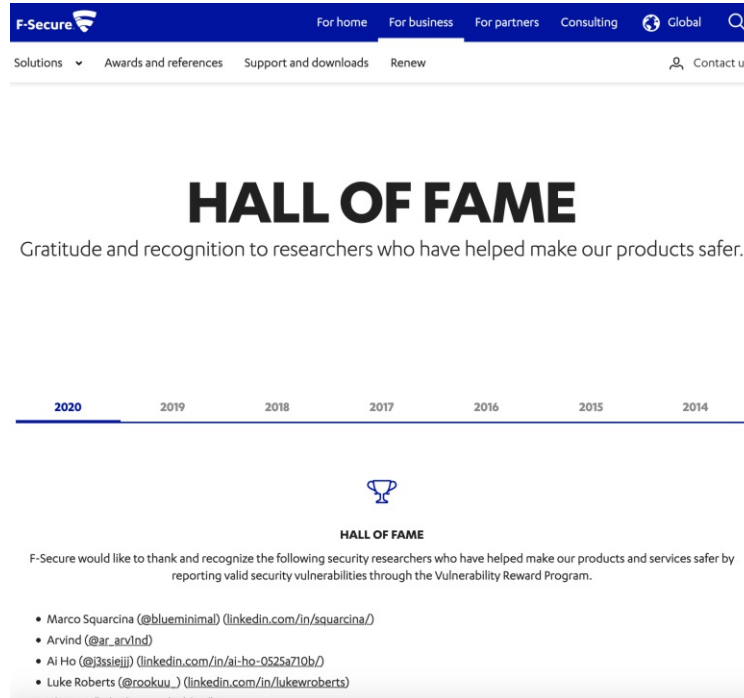 F-Secure.
For home For business For partners Consulting Global
Solutions Awards and references Support and downloads Renew Contact u
HALL OF FAME
Gratitude and recognition to researchers who have helped make our products safer.
2020 2019 2018 2017 2016 2015 2014
HALL OF FAME
F-Secure would like to thank and recognize the following security researchers who have helped make our products and services safer by
reporting valid security vulnerabilities through the Vulnerability Reward Program.
• Marco Squarcina (@blueminimal) (linkedin.com/in/squarcina/)
• Arvind (@ar_arv1nd)
• Ai Ho (@j3ssiejjj) (linkedin.com/in/ai-ho-0525a710b/)
• Luke Roberts (@rookuu_) (linkedin.com/in/lukewroberts)